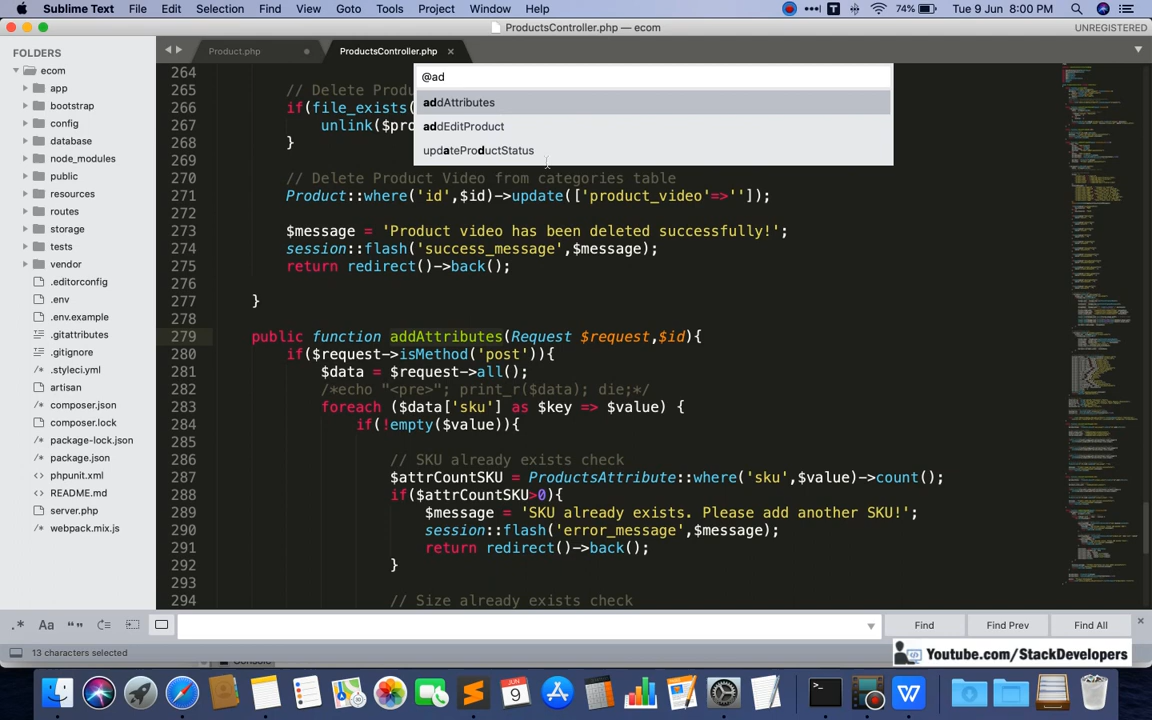 Sublime Text File Edit Selection Find View Goto Tools Project Window Help 74% Tue 9 Jun 8:00 PM
ProductsController.php — ecom UNREGISTERED
FOLDERS
ecom
app
bootstrap
config
database
node_modules
public
resources
routes
storage
tests
vendor
.editorconfig
.env
.env.example
.gitattributes
.gitignore
.styleci.yml
artisan
composer.json
composer.lock
package-lock.json
package.json
phpunit.xml
README.md
server.php
webpack.mix.js
Product.php ProductsController.php
@ad
addAttributes
addEditProduct
updateProductStatus
264
265 // Delete Produ
266 if(file_exists(
267 unlink($pro
268 }
269
270 // Delete Product Video from categories table
271 Product::where('id',$id)->update(['product_video'=>'']);
272
273 $message = 'Product video has been deleted successfully!';
274 session::flash('success_message',$message);
275 return redirect()->back();
276
277 }
278
279 public function addAttributes(Request $request,$id){
280 if($request->isMethod('post')){
281 $data = $request->all();
282 /*echo "<pre>"; print_r($data); die;*/
283 foreach ($data['sku'] as $key => $value) {
284 if(!empty($value)){
285
286 // SKU already exists check
287 $attrCountSKU = ProductsAttribute::where('sku',$value)->count();
288 if($attrCountSKU>0){
289 $message = 'SKU already exists. Please add another SKU!';
290 session::flash('error_message',$message);
291 return redirect()->back();
292 }
293
294 // Size already exists check
.* Aa Find Find Prev Find All
13 characters selected
Console
Youtube.com/StackDevelopers